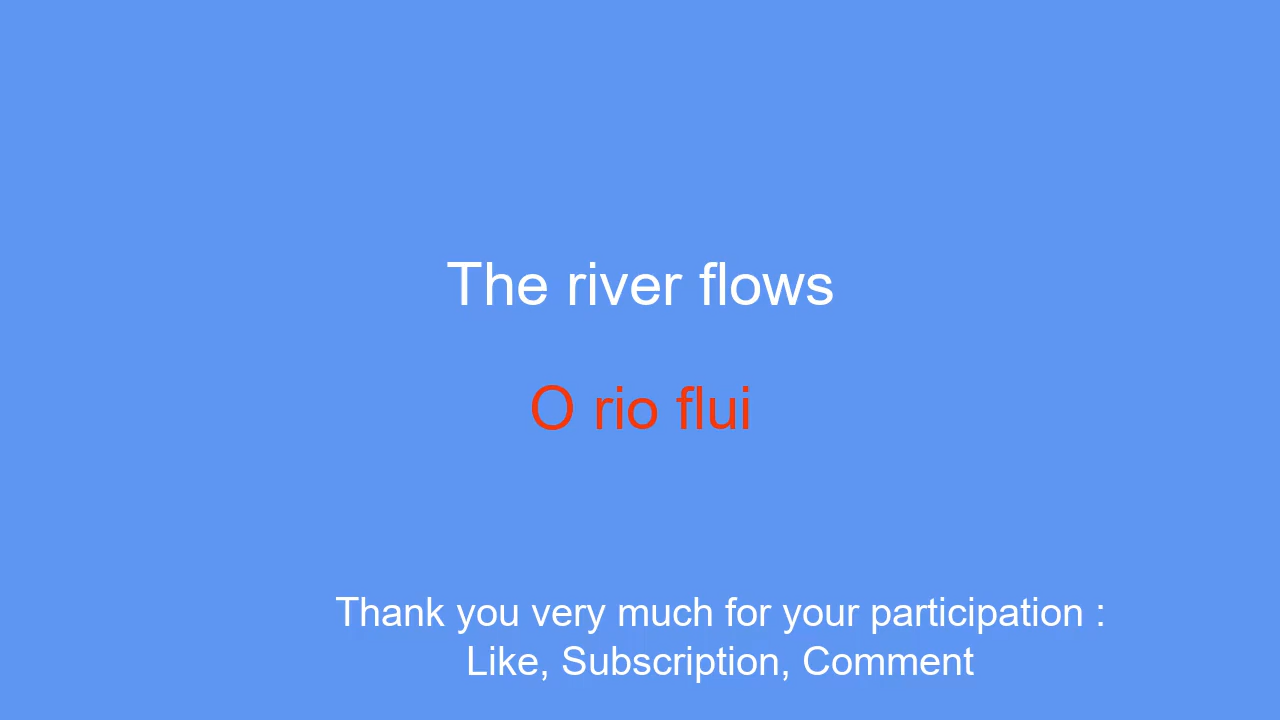 The river flows
O rio flui
Thank you very much for your participation :
Like, Subscription, Comment